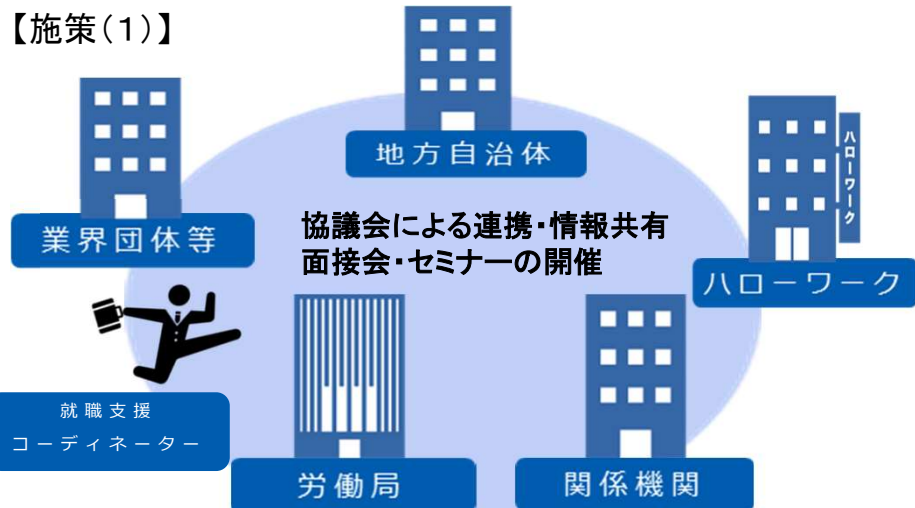 【施策(1)】
地方自治体
業界団体等
ハローワーク
協議会による連携・情報共有
面接会・セミナーの開催
ハローワーク
就職支援
コーディネーター
労働局
関係機関